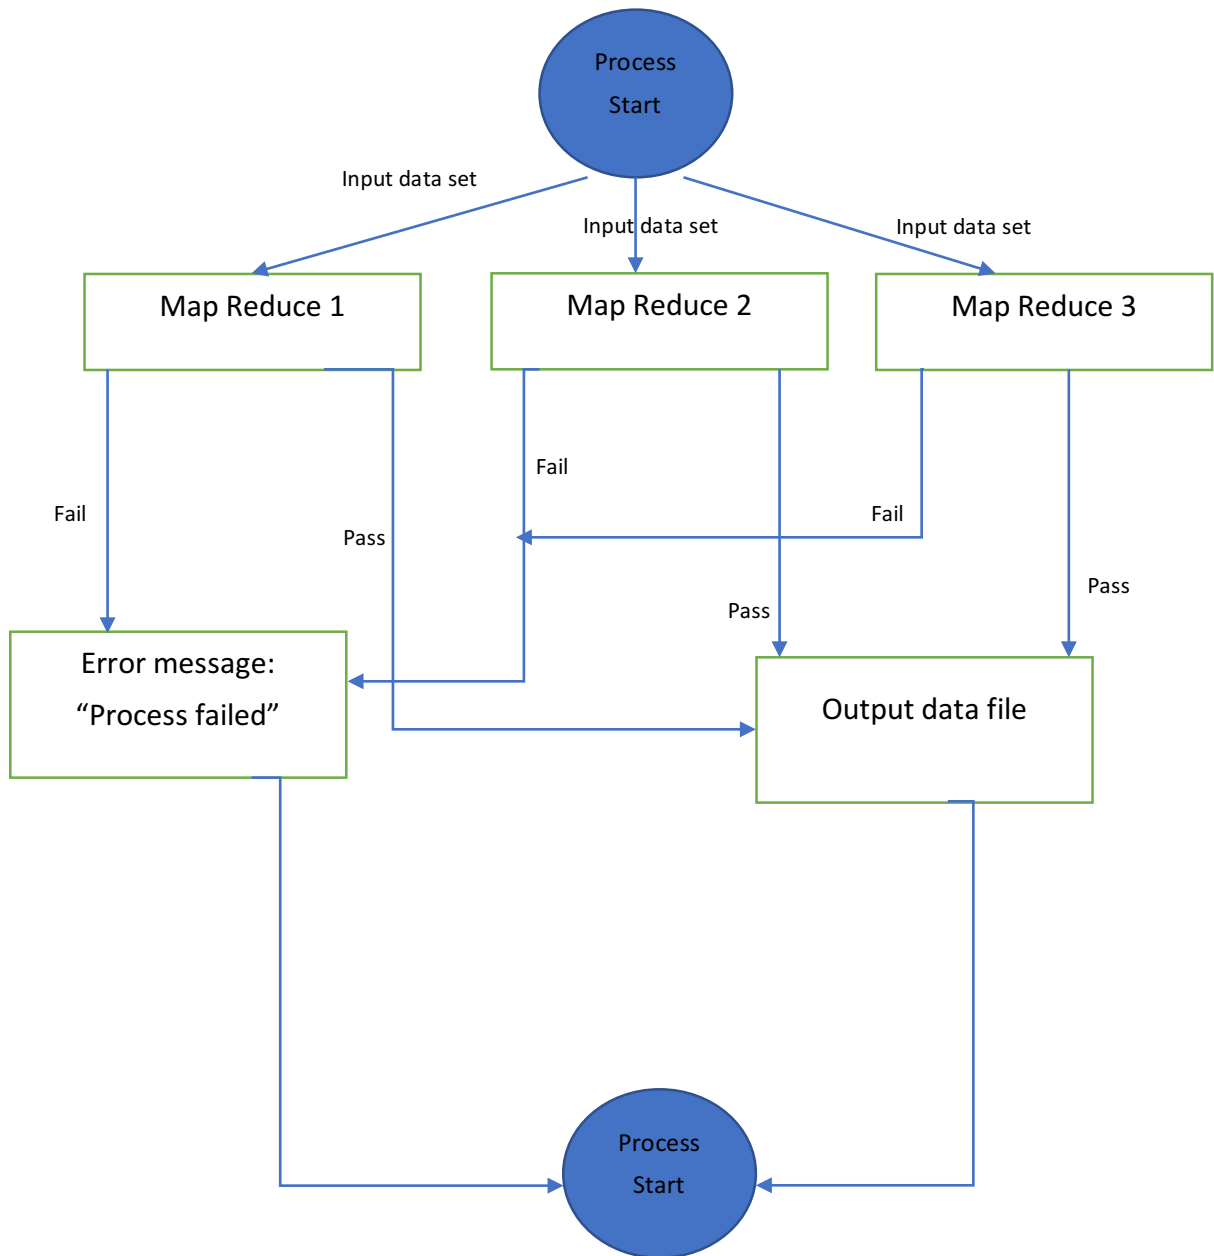 Process
Start
Input data set
Input data set
Input data set
Map Reduce 1
Map Reduce 2
Map Reduce 3
Fail
Fail
Fail
Pass
Pass
Pass
Error message:
“Process failed”
Output data file
Process
Start